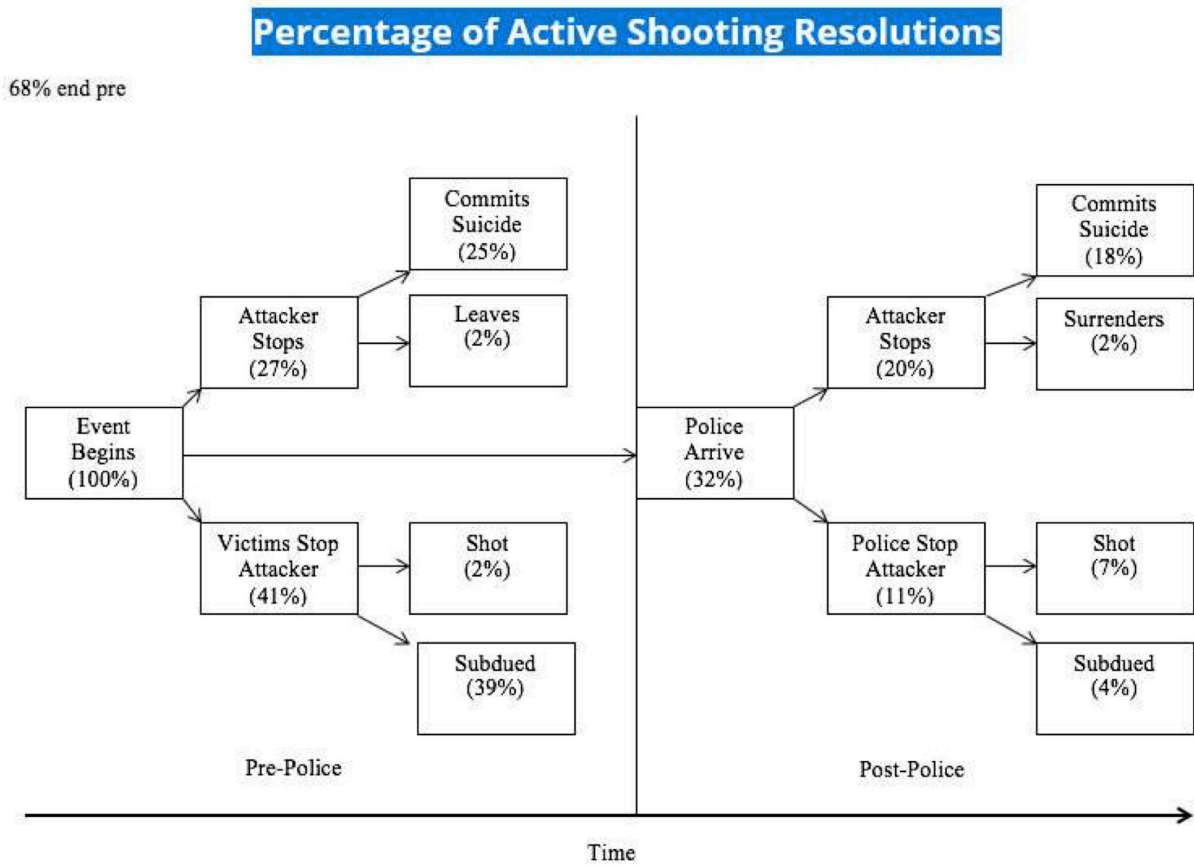 Percentage of Active Shooting Resolutions
68% end pre
Commits
Suicide
(25%)
Attacker
Stops
(27%)
Leaves
(2%)
Event
Begins
(100%)
Victims Stop
Attacker
(41%)
Shot
(2%)
Subdued
(39%)
Pre-Police
Police
Arrive
(32%)
Commits
Suicide
(18%)
Attacker
Stops
(20%)
Surrenders
(2%)
Police Stop
Attacker
(11%)
Shot
(7%)
Subdued
(4%)
Post-Police
Time